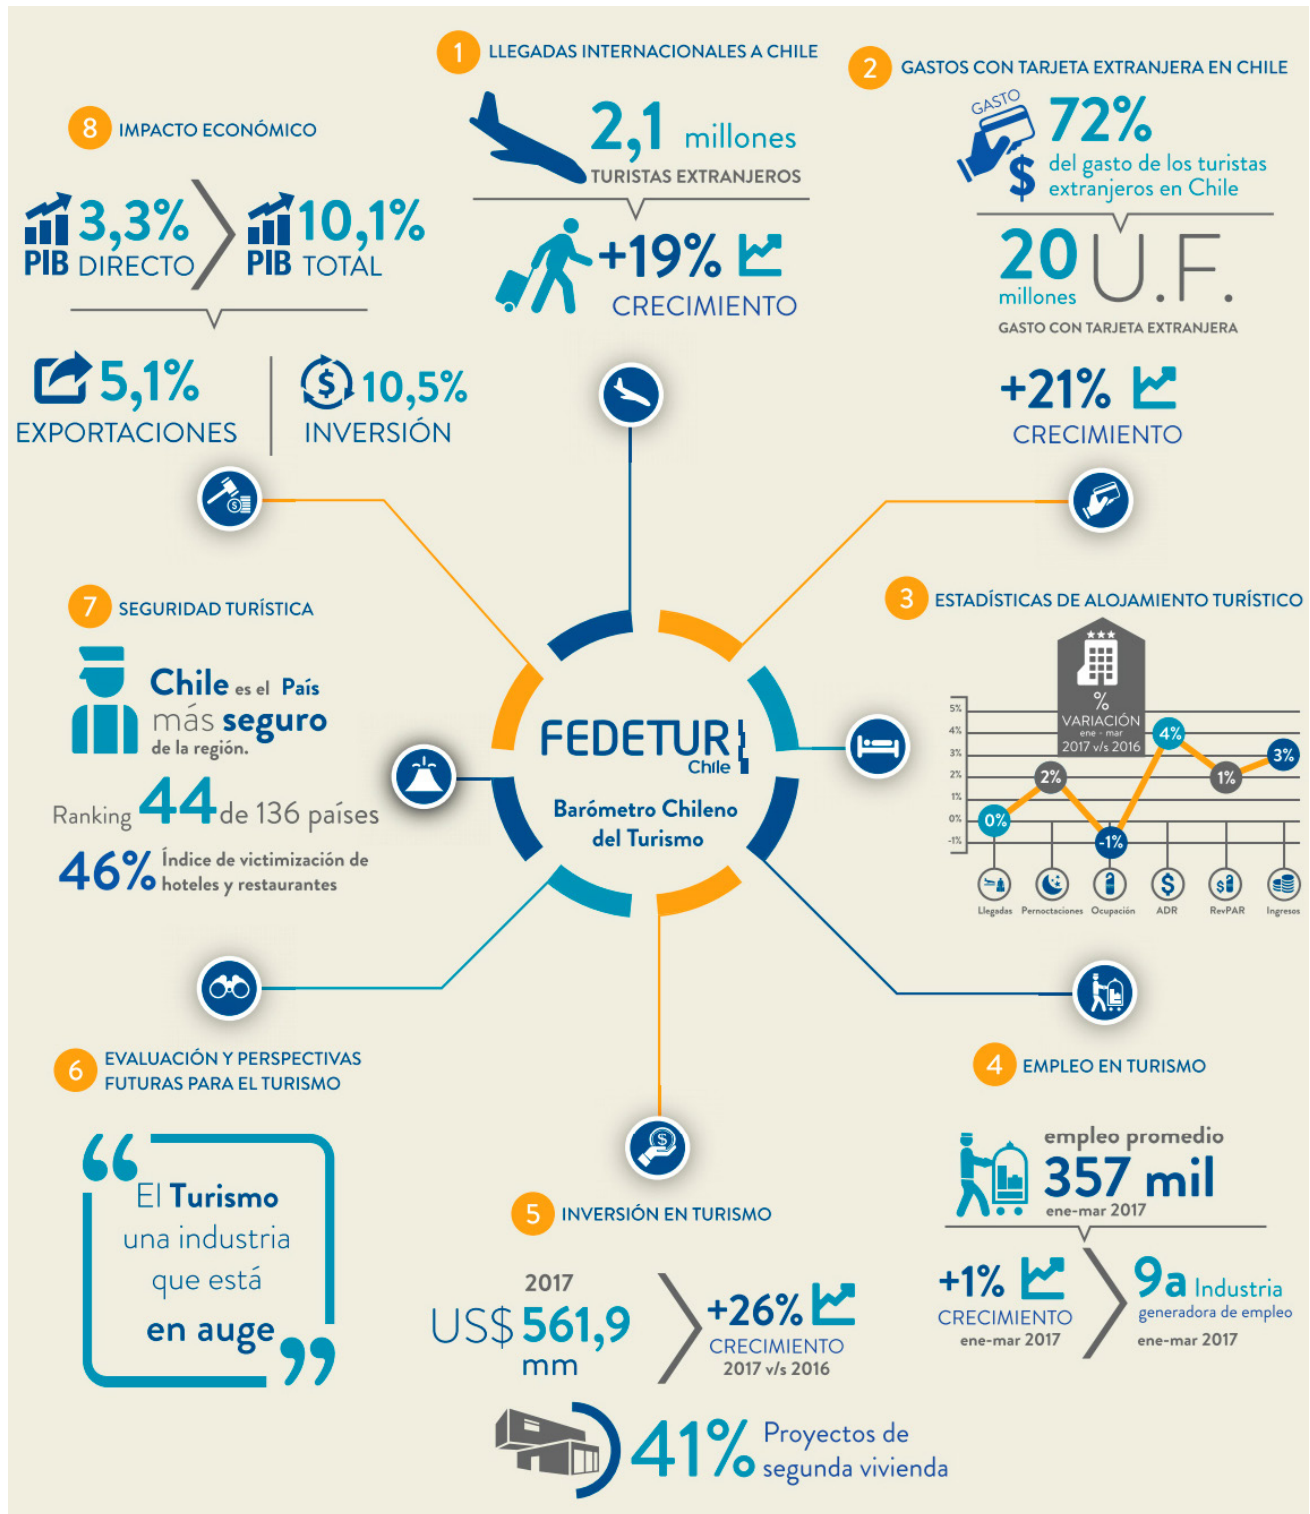 1 LLEGADAS INTERNACIONALES A CHILE
2,1 millones
TURISTAS EXTRANJEROS
+19%
CRECIMIENTO
2 GASTOS CON TARJETA EXTRANJERA EN CHILE
GASTO
$
72%
del gasto de los turistas
extranjeros en Chile
20 U.F.
millones
GASTO CON TARJETA EXTRANJERA
+21%
CRECIMIENTO
3 ESTADÍSTICAS DE ALOJAMIENTO TURÍSTICO
%
VARIACIÓN
ene - mar
2017 v/s 2016
5%
4%
3%
2%
1%
0%
-1%
0%
2%
-1%
4%
1%
3%
$
$
Llegadas Pernoctaciones Ocupación ADR RevPAR Ingresos
4 EMPLEO EN TURISMO
empleo promedio
357 mil
ene-mar 2017
+1%
CRECIMIENTO
ene-mar 2017
9a Industria
generadora de empleo
ene-mar 2017
5 INVERSIÓN EN TURISMO
$
2017
US$ 561,9
mm
+26%
CRECIMIENTO
2017 v/s 2016
41% Proyectos de
segunda vivienda
6 EVALUACIÓN Y PERSPECTIVAS
FUTURAS PARA EL TURISMO
“
El Turismo
una industria
que está
en auge
”
7 SEGURIDAD TURÍSTICA
Chile es el País
más seguro
de la región.
Ranking 44 de 136 países
46% Índice de victimización de
hoteles y restaurantes
8 IMPACTO ECONÓMICO
3,3%
PIB DIRECTO
10,1%
PIB TOTAL
5,1%
EXPORTACIONES
$ 10,5%
INVERSIÓN
$
FEDETUR
Chile
Barómetro Chileno
del Turismo